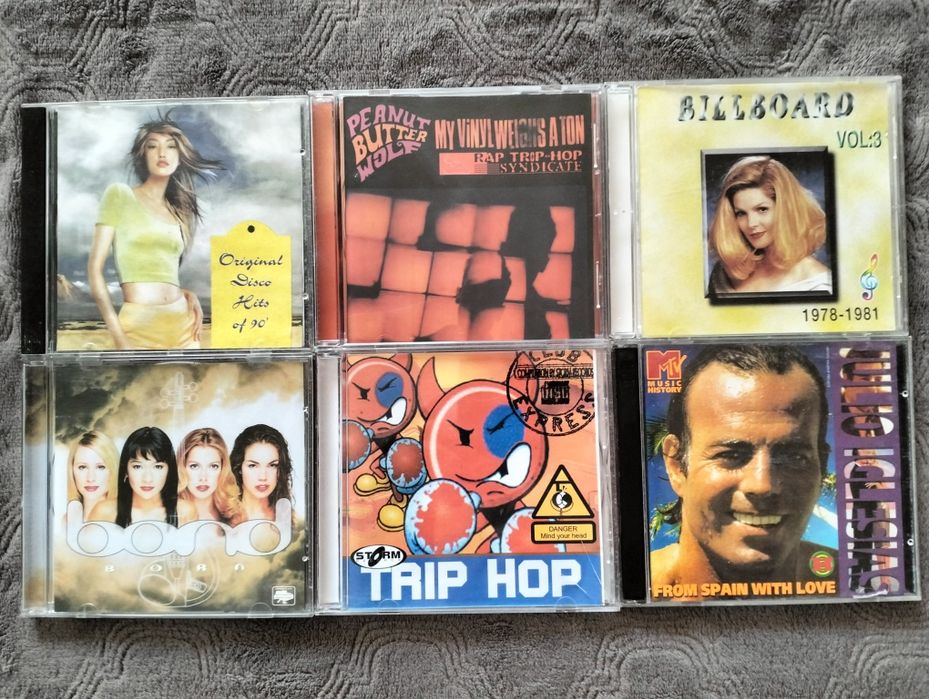 Original
Disco
Hits
of 90'
PEANUT
BUTTER
WOLF
MY VINYL WEIGHS A TON
RAP TRIP-HOP
SYNDICATE
BILLBOARD
VOL:3
1978-1981
bond
BORN
CLUB
EXPRESS
DANGER
Mind your head
STORM
TRIP HOP
MTV
MUSIC
HISTORY
JULIO IGLESIAS
FROM SPAIN WITH LOVE